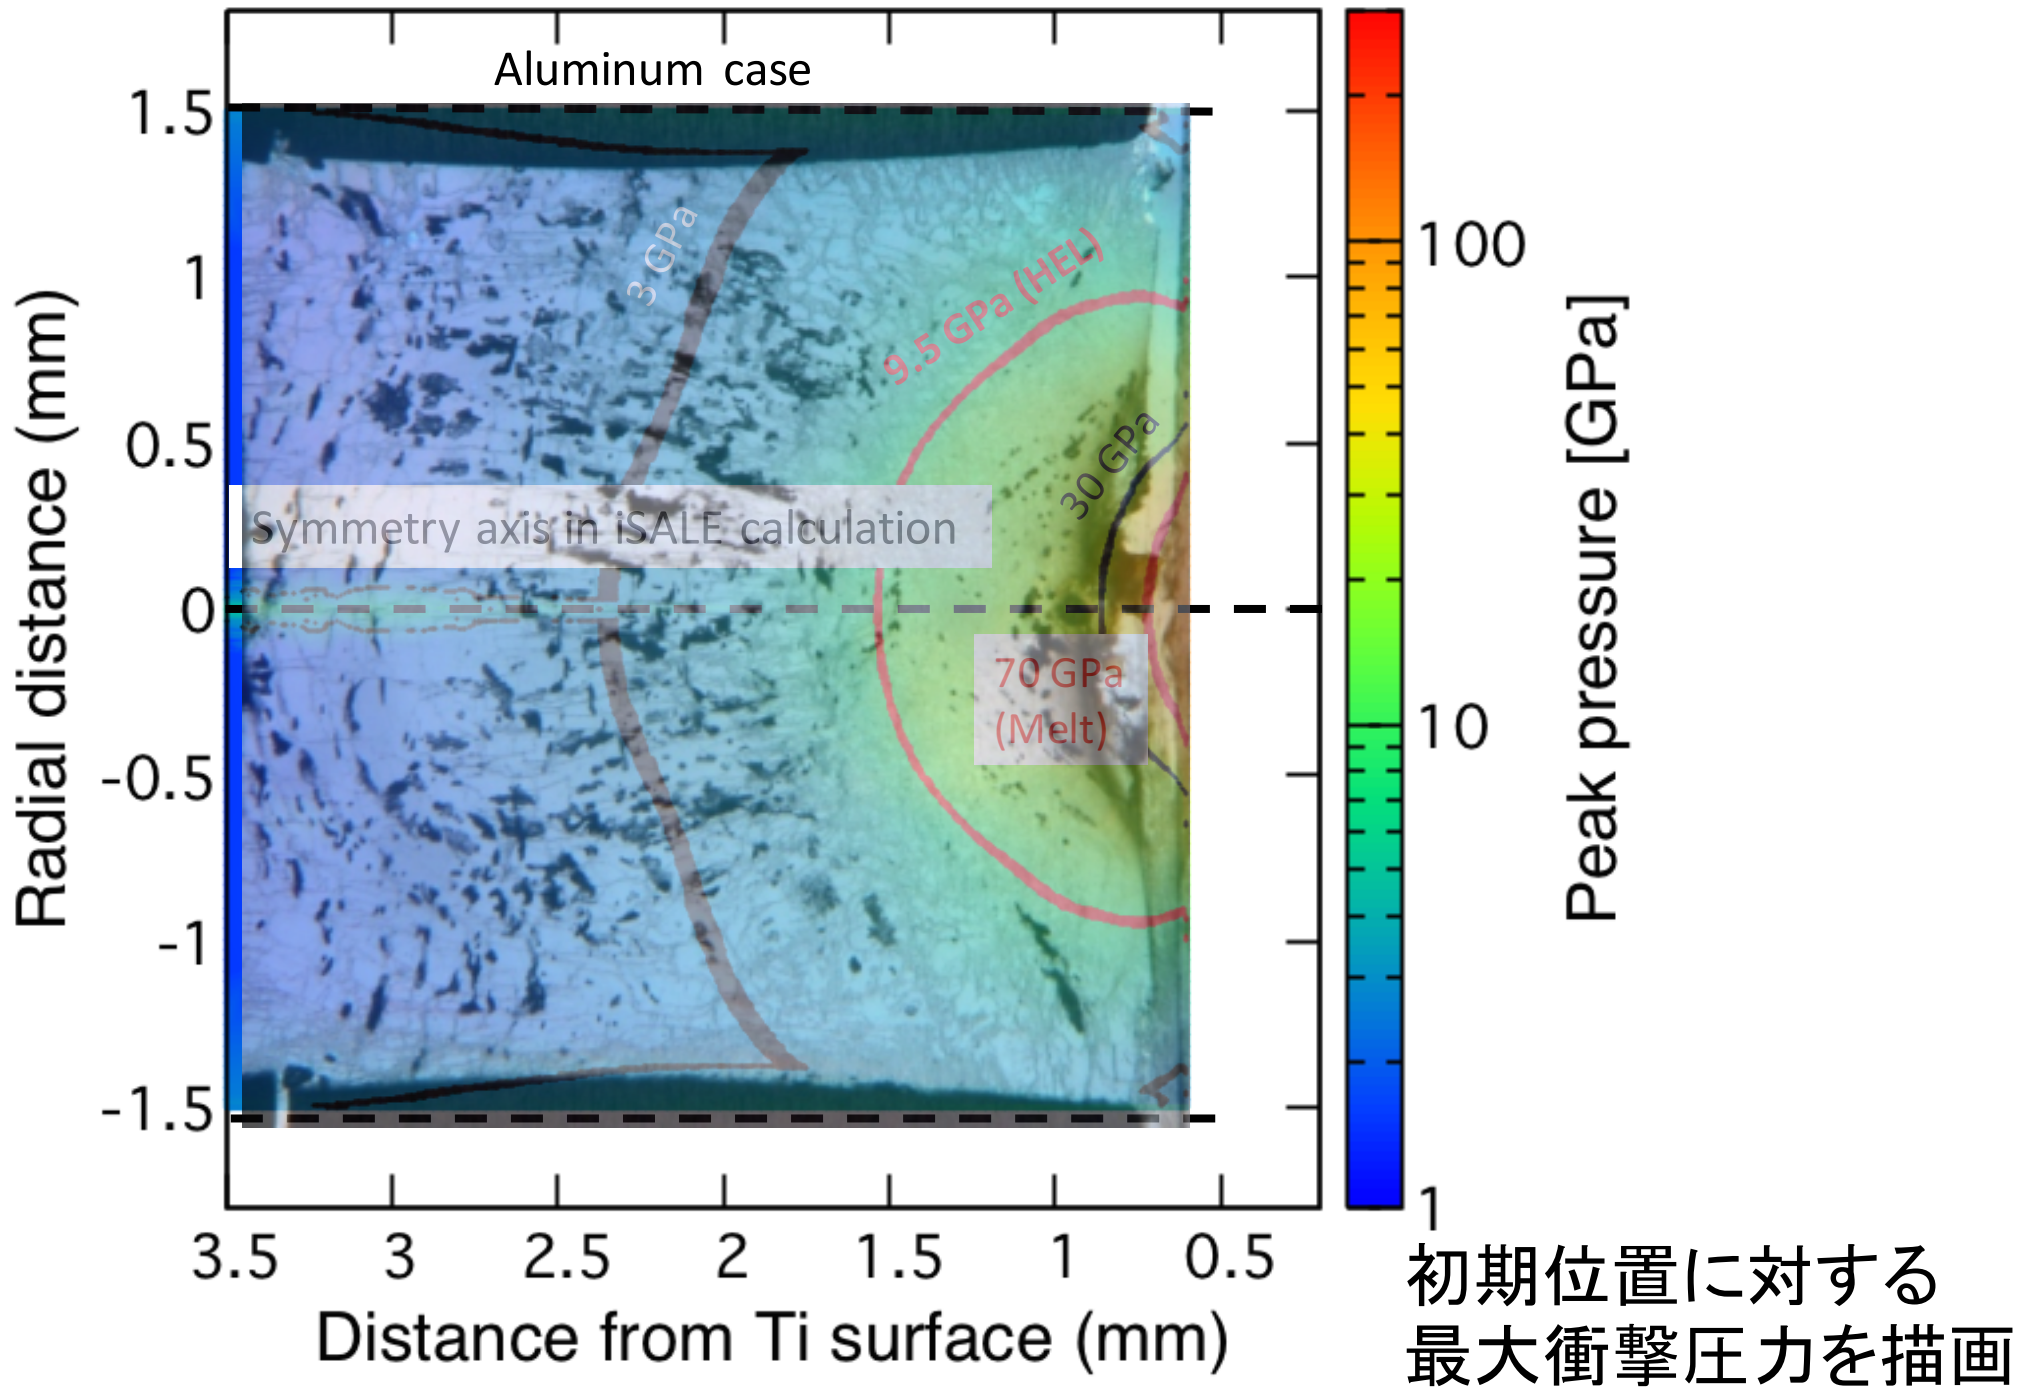 Aluminum case
1.5
1
0.5
0
-0.5
-1
-1.5
Radial distance (mm)
3 GPa
9.5 GPa (HEL)
30 GPa
Symmetry axis in iSALE calculation
70 GPa
(Melt)
3.5 3 2.5 2 1.5 1 0.5
Distance from Ti surface (mm)
100
10
1
Peak pressure [GPa]
初期位置に対する
最大衝撃圧力を描画